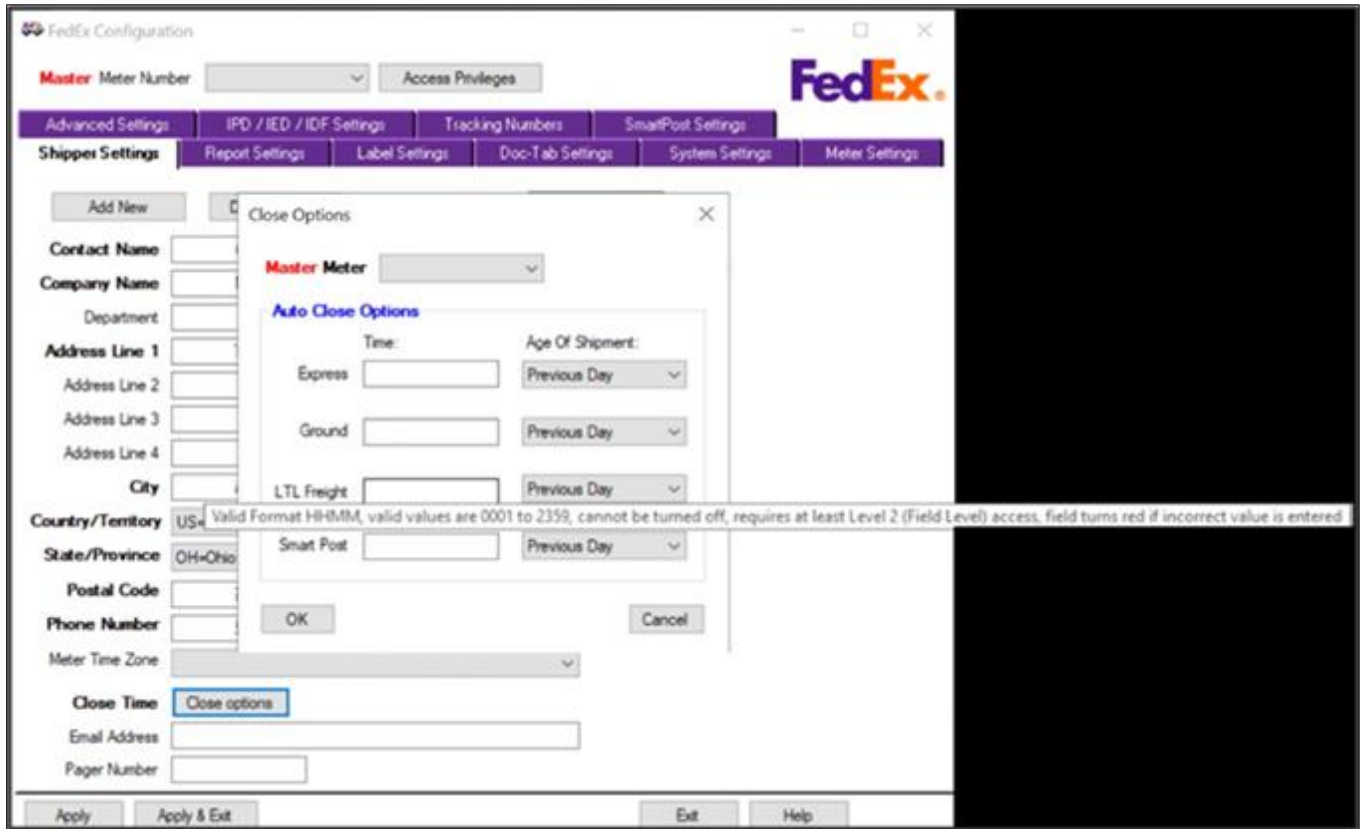 FedEx Configuration
Master Meter Number
Access Privileges
FedEx
Advanced Settings
IPD / IED / IDF Settings
Tracking Numbers
SmartPost Settings
Shipper Settings
Report Settings
Label Settings
Doc-Tab Settings
System Settings
Meter Settings
Add New
D
Close Options
Contact Name
Master Meter
Company Name
Auto Close Options
Department
Time:
Age Of Shipment:
Address Line 1
Express
Previous Day
Address Line 2
Address Line 3
Ground
Previous Day
Address Line 4
City
LTL Freight
Previous Day
Country/Territory
US=
Valid Format HHMM, valid values are 0001 to 2359, cannot be turned off, requires at least Level 2 (Field Level) access, field turns red if incorrect value is entered
State/Province
OH=Ohio
Smart Post
Previous Day
Postal Code
Phone Number
OK
Cancel
Meter Time Zone
Close Time
Close options
Email Address
Pager Number
Apply
Apply & Exit
Exit
Help